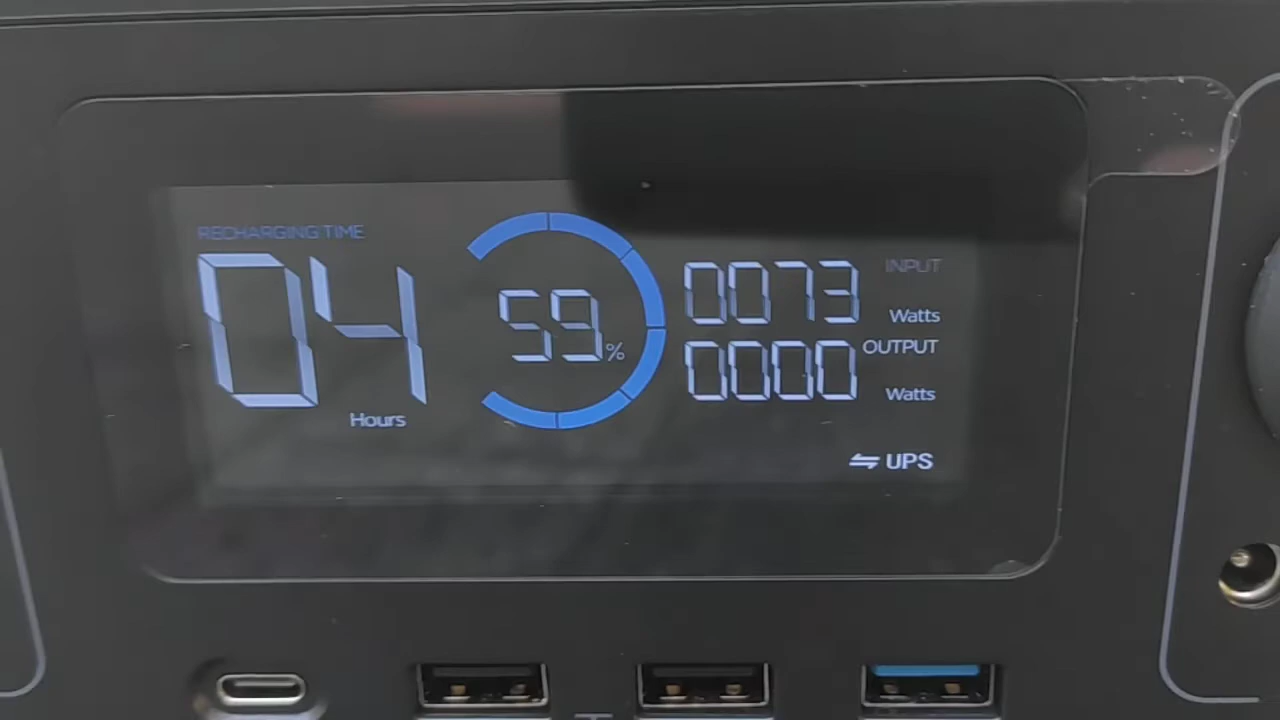 RECHARGING TIME
04
Hours
59%
0073 INPUT
Watts
0000 OUTPUT
Watts
⇋ UPS